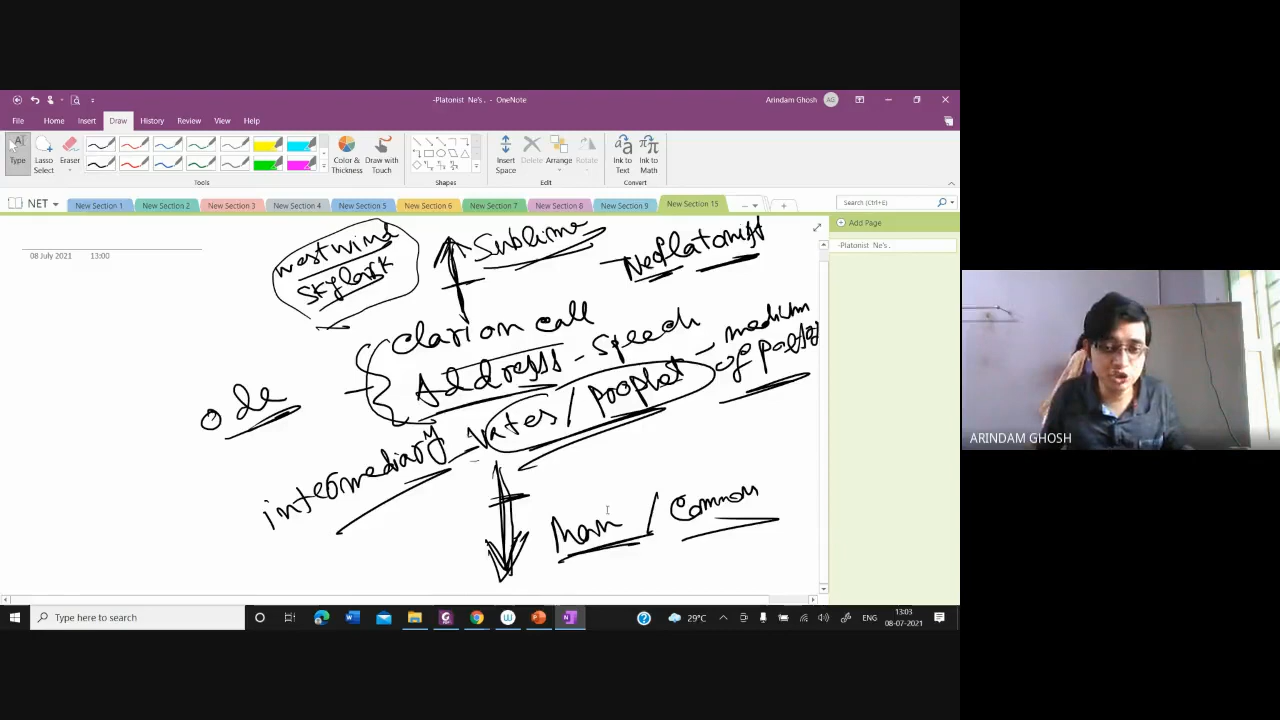 -Platonist Ne's . - OneNote
Arindam Ghosh
AG
File
Home
Insert
Draw
History
Review
View
Help
Type
Lasso
Select
Eraser
Color &
Thickness
Draw with
Touch
Insert
Space
Delete
Arrange
Rotate
Ink to
Text
Ink to
Math
Tools
Shapes
Edit
Convert
NET
New Section 1
New Section 2
New Section 3
New Section 4
New Section 5
New Section 6
New Section 7
New Section 8
New Section 9
New Section 15
Search (Ctrl+E)
Add Page
-Platonist Ne's .
08 July 2021
13:00
westwind
skylark
Sublime
Neoplatonist
Clarion call
Address - Speech
ode
Vates / Poophet - medium
intermediary
Man / Common
ARINDAM GHOSH
Type here to search
29°C
ENG
13:03
08-07-2021